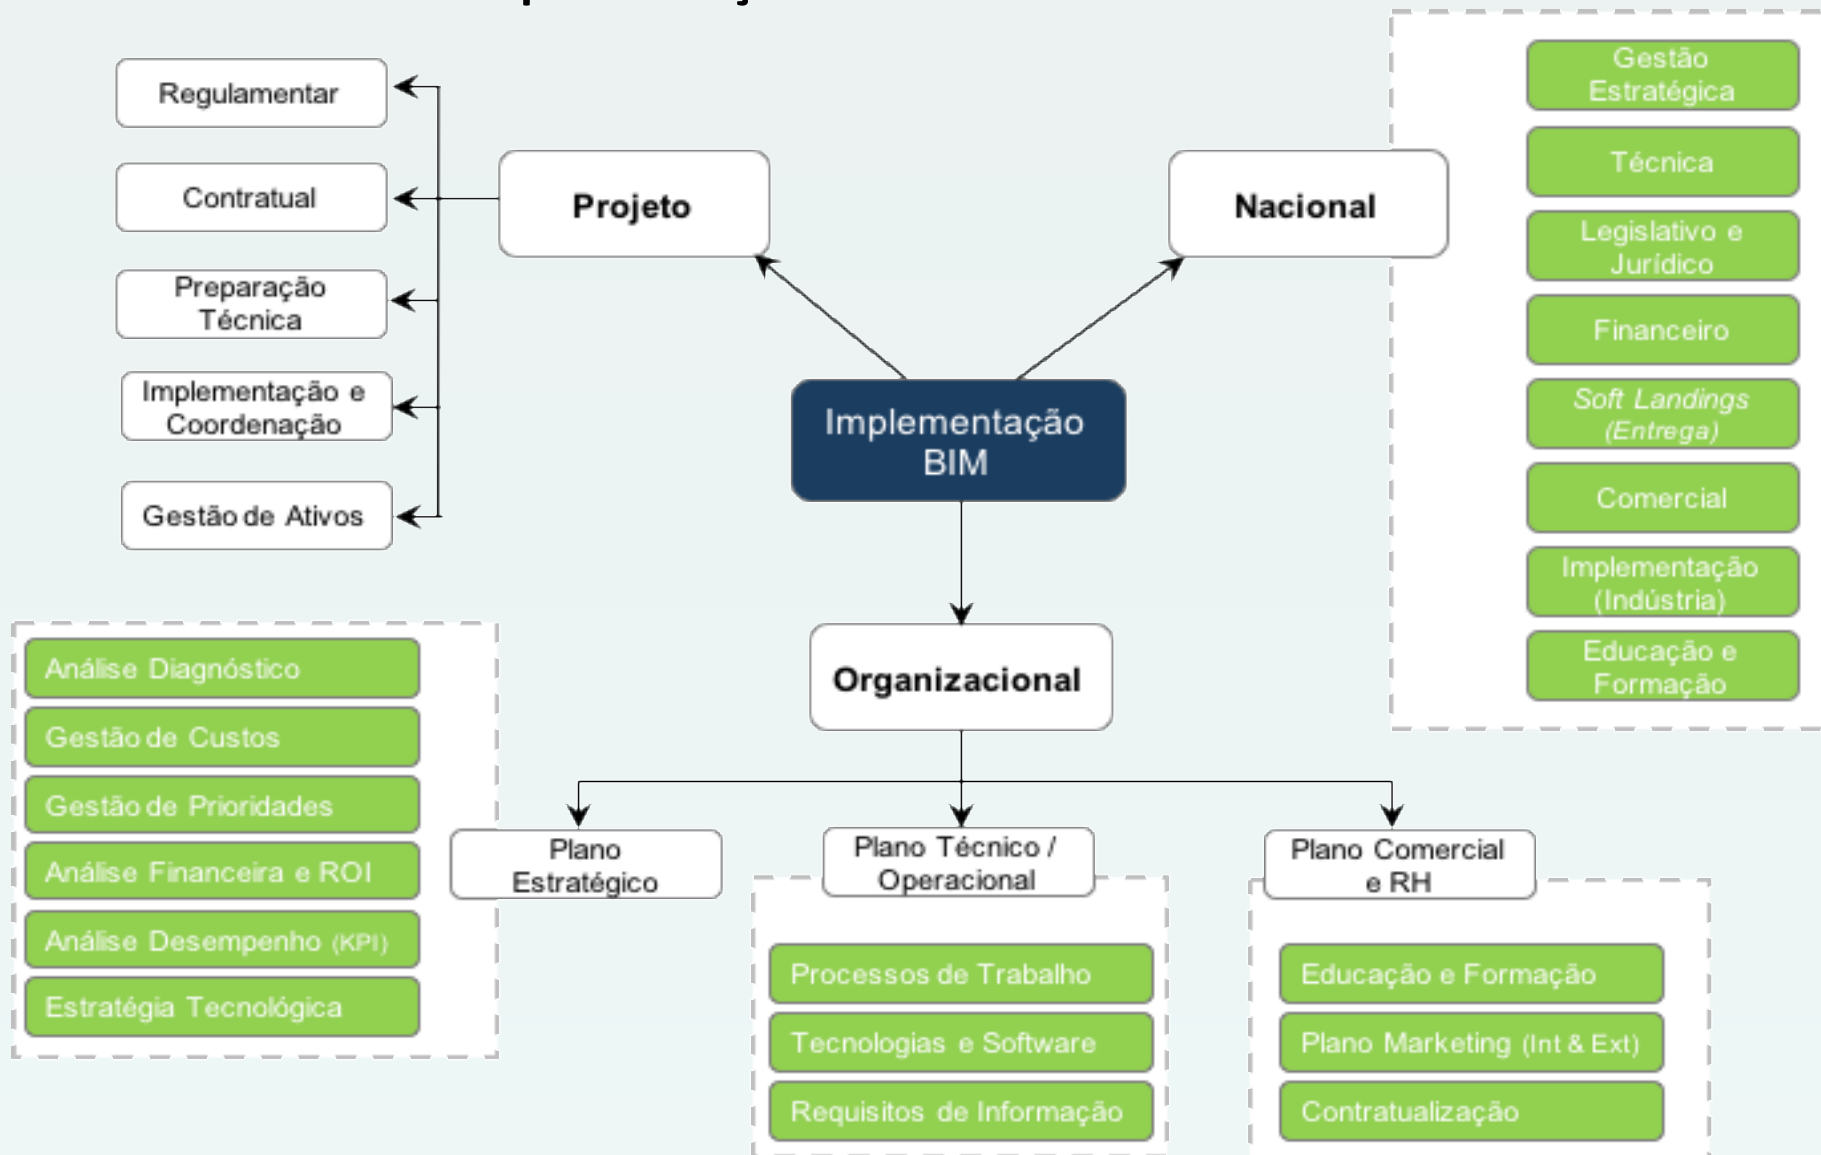 Regulamentar
Contratual
Preparação
Técnica
Implementação e
Coordenação
Gestão de Ativos
Projeto
Nacional
Implementação
BIM
Organizacional
Gestão
Estratégica
Técnica
Legislativo e
Jurídico
Financeiro
Soft Landings
(Entrega)
Comercial
Implementação
(Indústria)
Educação e
Formação
Análise Diagnóstico
Gestão de Custos
Gestão de Prioridades
Análise Financeira e ROI
Análise Desempenho (KPI)
Estratégia Tecnológica
Plano
Estratégico
Plano Técnico /
Operacional
Processos de Trabalho
Tecnologias e Software
Requisitos de Informação
Plano Comercial
e RH
Educação e Formação
Plano Marketing (Int & Ext)
Contratualização